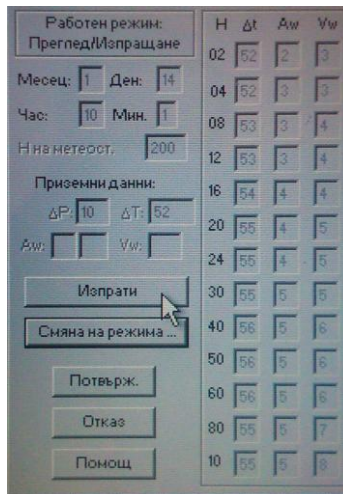 Работен режим:
Преглед/Изпращане
Месец: 1 Ден: 14
Час: 10 Мин. 1
Н на метеост. 200
Приземни данни:
ΔP: 10 ΔT: 52
Aw: Vw:
Изпрати
Смяна на режима ...
Потвърж.
Отказ
Помощ
H Δt Aw Vw
02 52 2 3
04 52 3 3
08 53 3 4
12 53 3 4
16 54 4 4
20 55 4 5
24 55 4 5
30 55 5 5
40 56 5 6
50 56 5 6
60 56 5 6
80 55 5 7
10 55 5 8